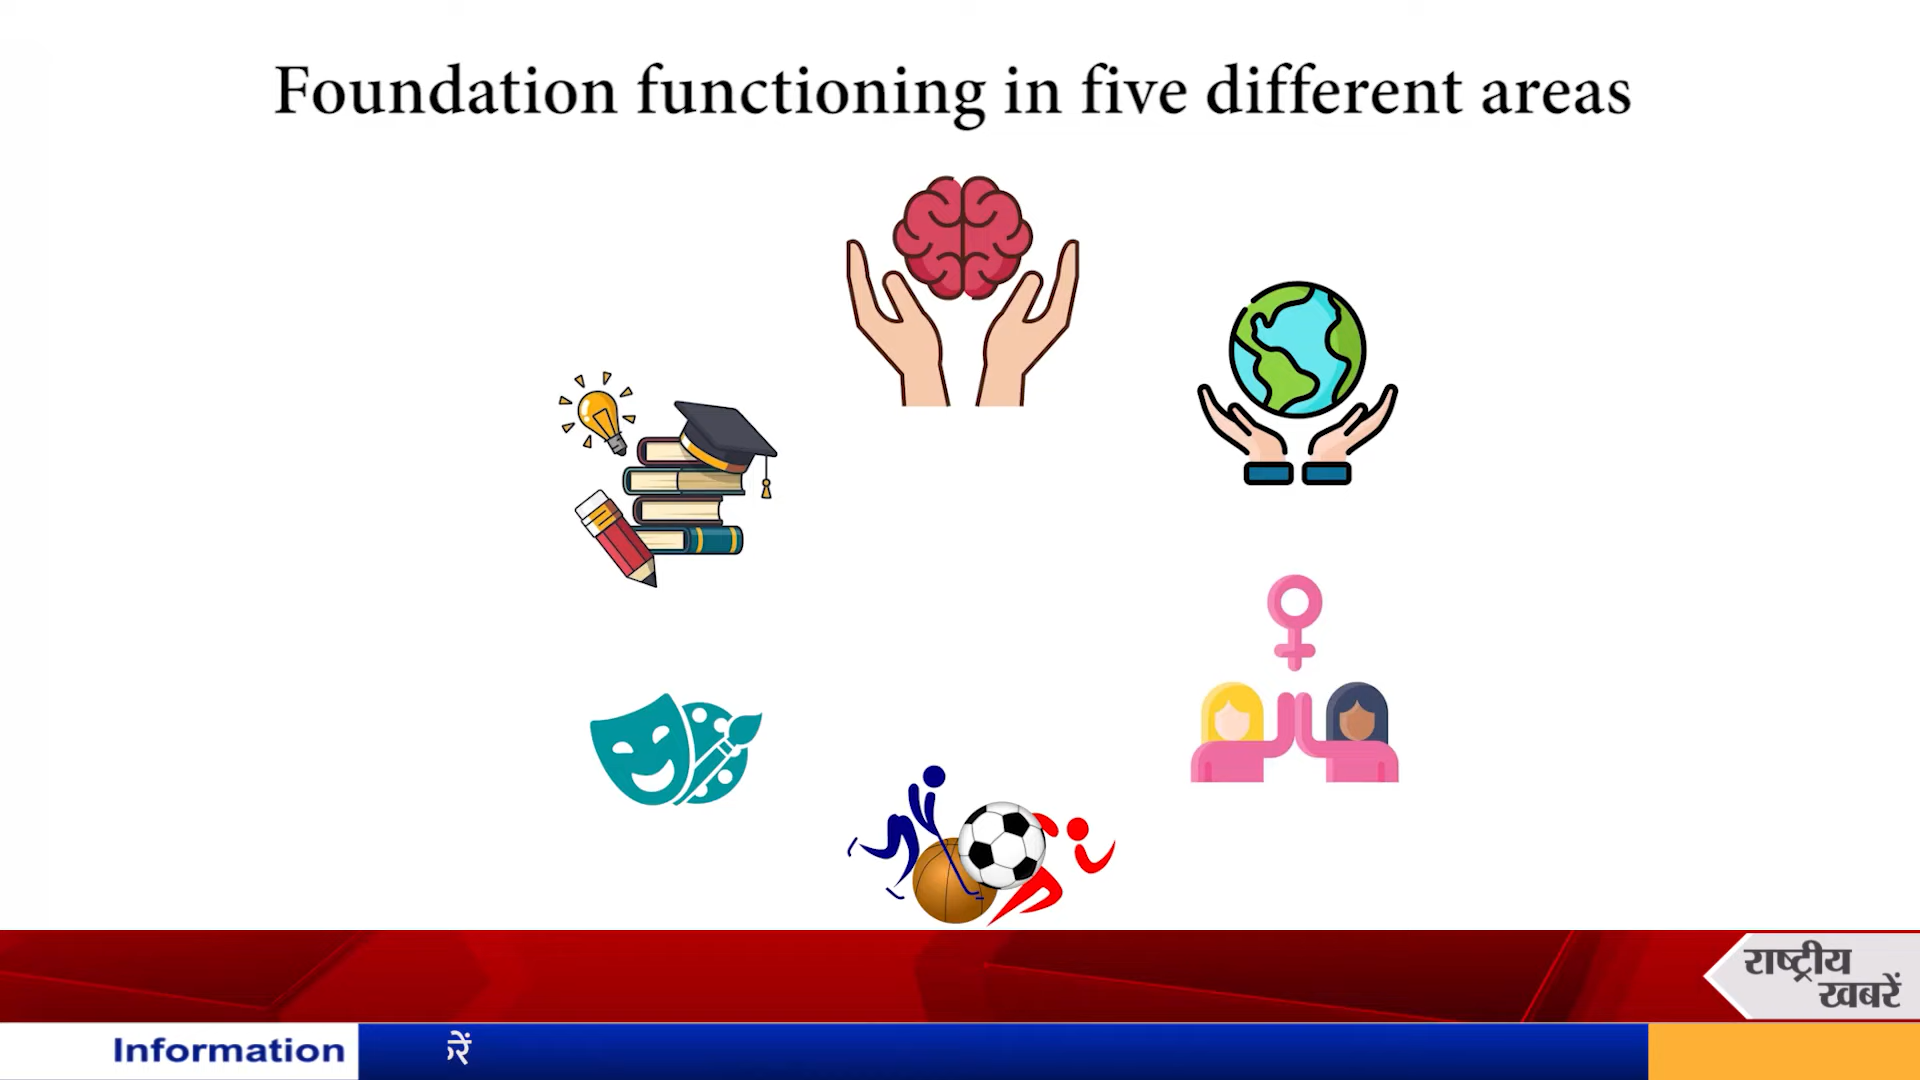 Foundation functioning in five different areas
राष्ट्रीय
खबरें
Information